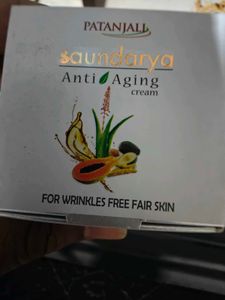 PATANJALI
saundarya
Anti Aging
cream
FOR WRINKLES FREE FAIR SKIN